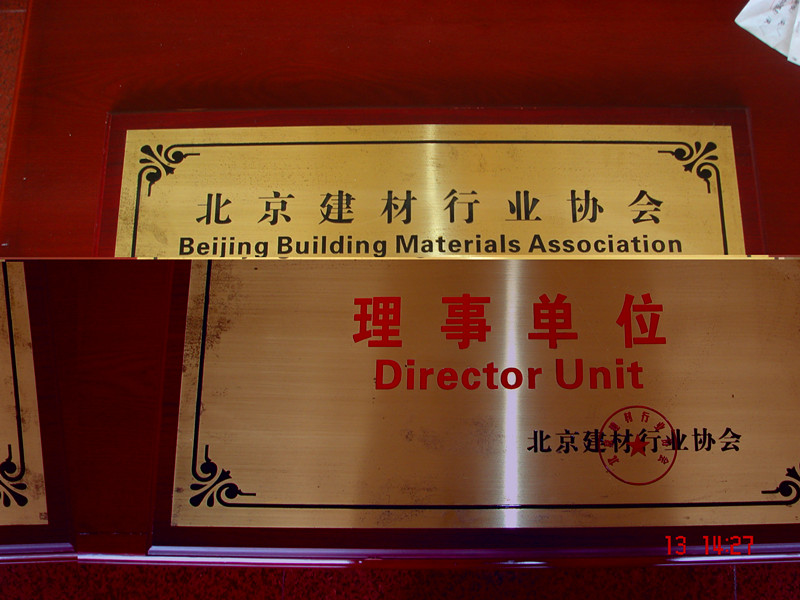 北京建材行业协会
Beijing Building Materials Association
理事单位
Director Unit
北京建材行业协会
13 14:27